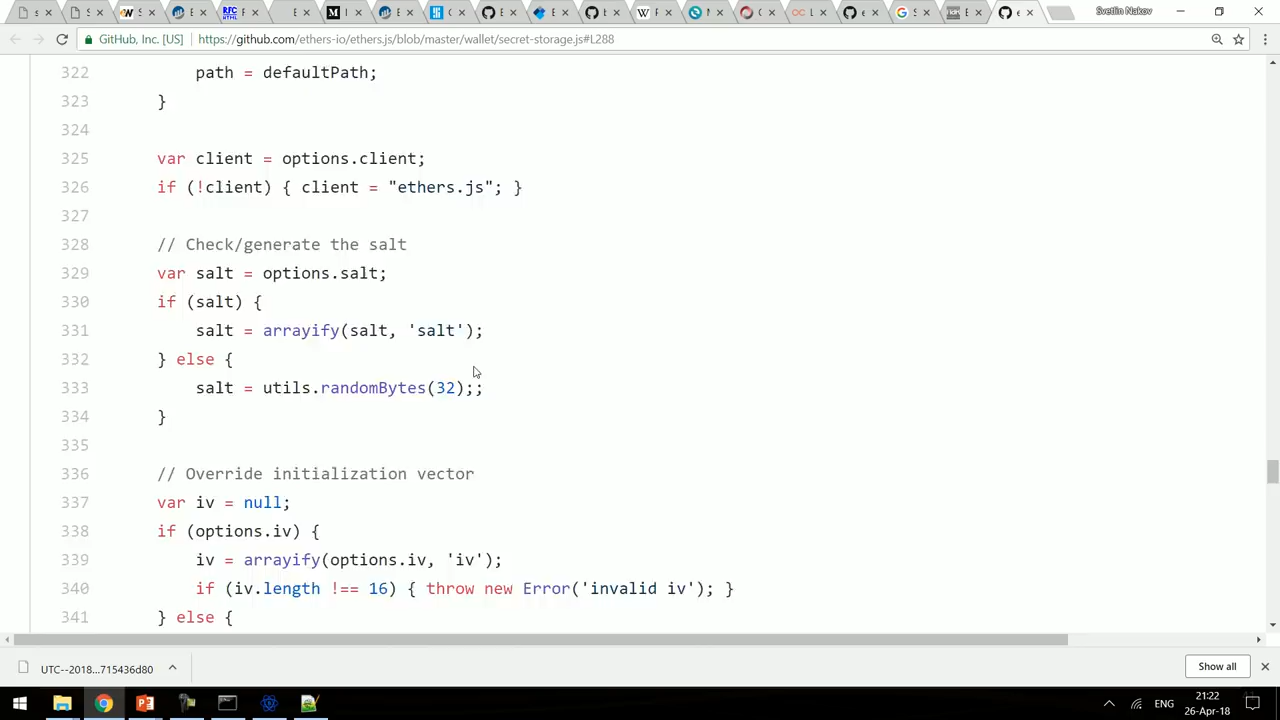 Svetlin Nakov
GitHub, Inc. [US]
https://github.com/ethers-io/ethers.js/blob/master/wallet/secret-storage.js#L288
322 path = defaultPath;
323 }
324
325 var client = options.client;
326 if (!client) { client = "ethers.js"; }
327
328 // Check/generate the salt
329 var salt = options.salt;
330 if (salt) {
331 salt = arrayify(salt, 'salt');
332 } else {
333 salt = utils.randomBytes(32);;
334 }
335
336 // Override initialization vector
337 var iv = null;
338 if (options.iv) {
339 iv = arrayify(options.iv, 'iv');
340 if (iv.length !== 16) { throw new Error('invalid iv'); }
341 } else {
UTC--2018...715436d80
Show all
ENG
21:22
26-Apr-18